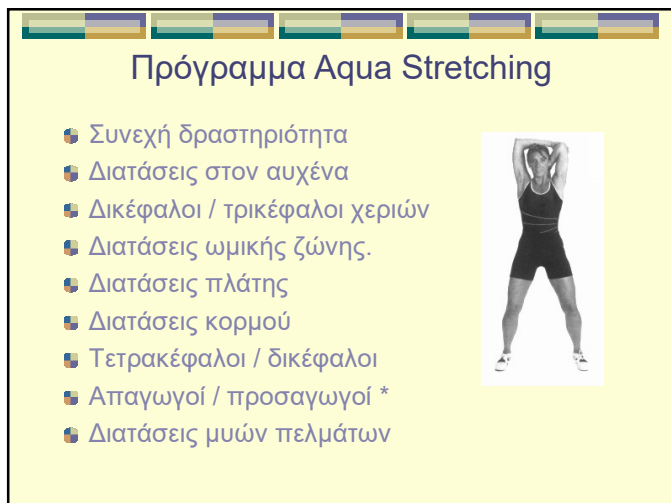 Πρόγραμμα Aqua Stretching
Συνεχή δραστηριότητα
Διατάσεις στον αυχένα
Δικέφαλοι / τρικέφαλοι χεριών
Διατάσεις ωμικής ζώνης.
Διατάσεις πλάτης
Διατάσεις κορμού
Τετρακέφαλοι / δικέφαλοι
Απαγωγοί / προσαγωγοί *
Διατάσεις μυών πελμάτων